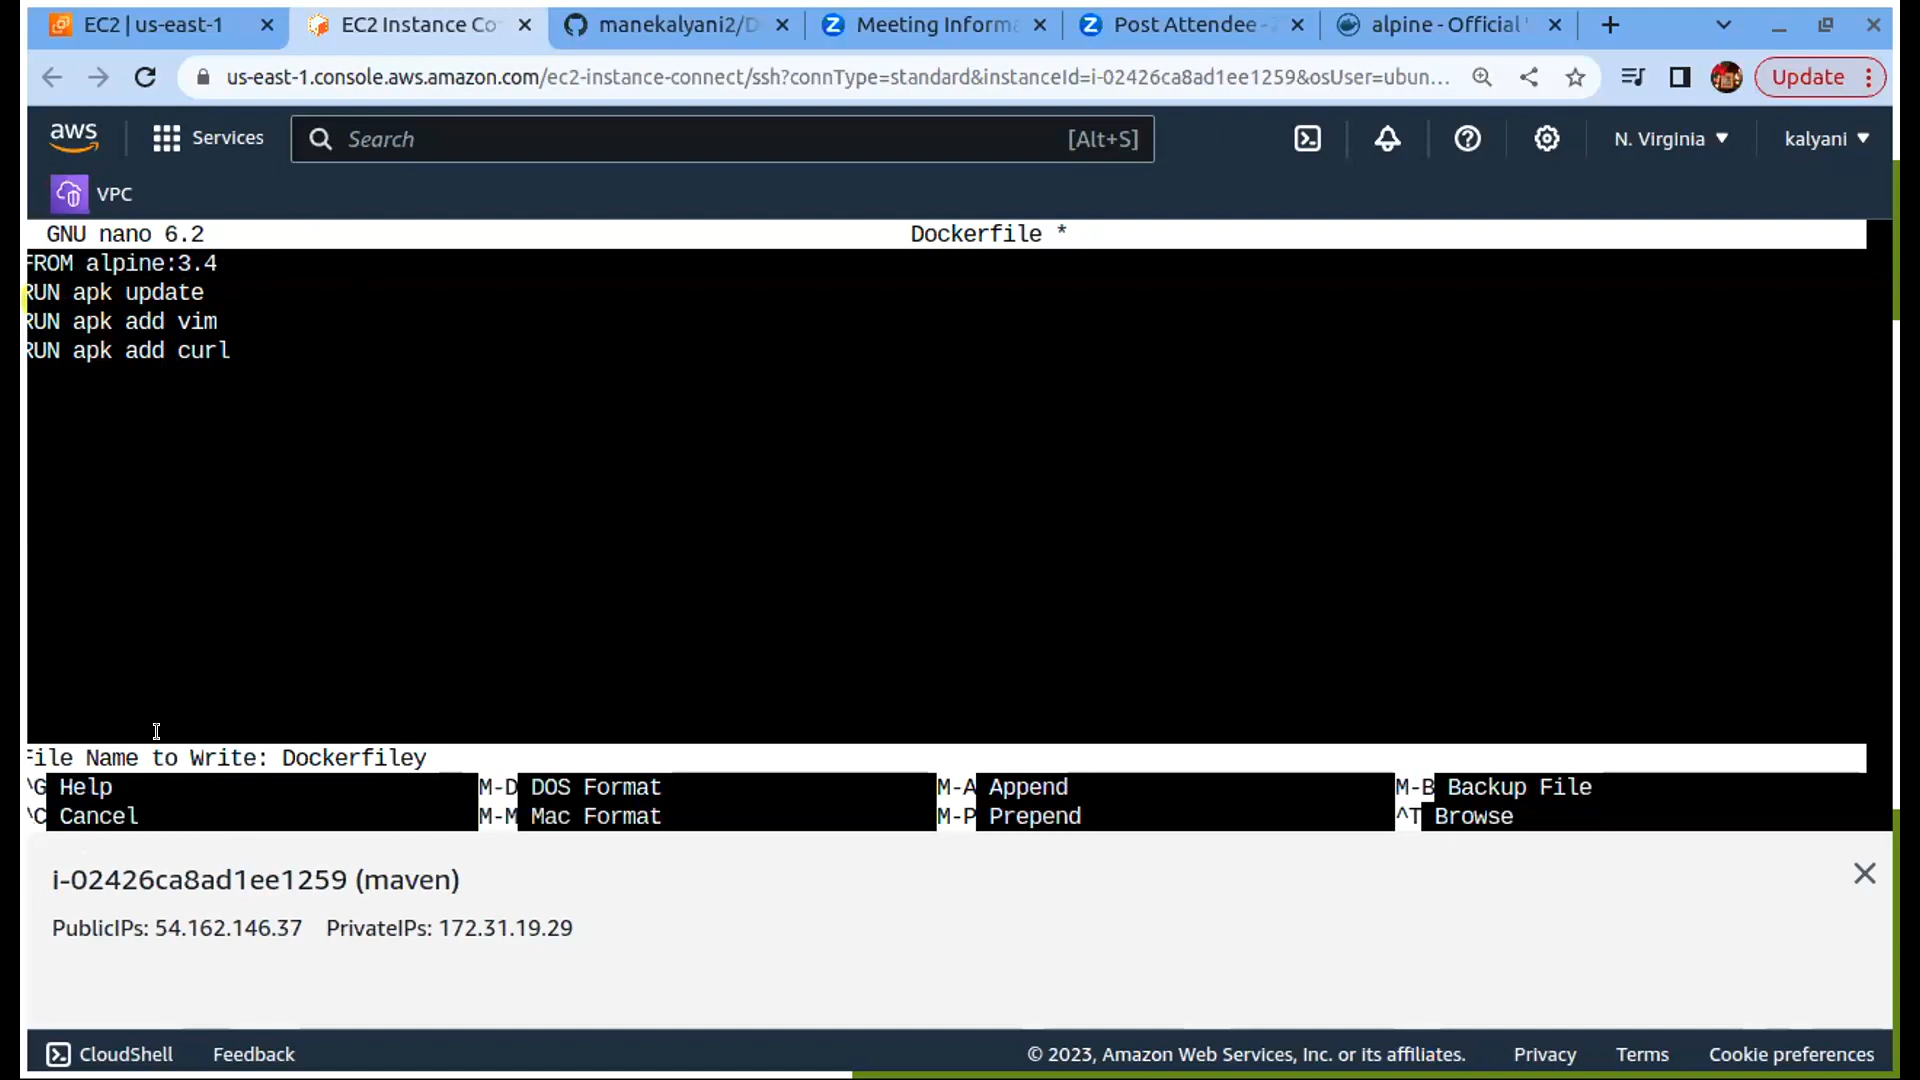 EC2 | us-east-1
EC2 Instance Co
manekalyani2/D
Meeting Inform
Post Attendee -
alpine - Official
us-east-1.console.aws.amazon.com/ec2-instance-connect/ssh?connType=standard&instanceId=i-02426ca8ad1ee1259&osUser=ubun...
Update
aws
Services
Search
[Alt+S]
N. Virginia
kalyani
VPC
GNU nano 6.2
Dockerfile *
FROM alpine:3.4
RUN apk update
RUN apk add vim
RUN apk add curl
File Name to Write: Dockerfiley
^G Help
M-D DOS Format
M-A Append
M-B Backup File
^C Cancel
M-M Mac Format
M-P Prepend
^T Browse
i-02426ca8ad1ee1259 (maven)
PublicIPs: 54.162.146.37 PrivateIPs: 172.31.19.29
CloudShell
Feedback
© 2023, Amazon Web Services, Inc. or its affiliates.
Privacy
Terms
Cookie preferences